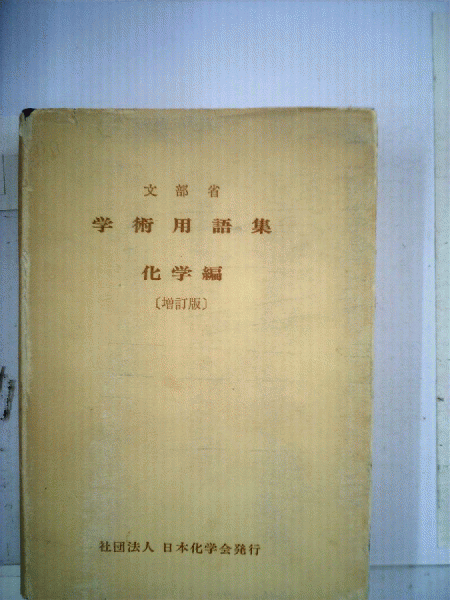 文部省
学術用語集
化学編
〔増訂版〕
社団法人 日本化学会発行